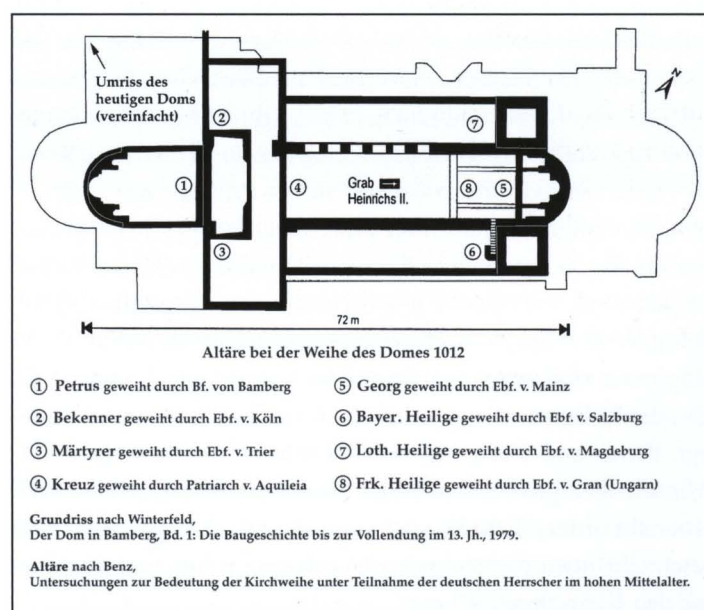 Umriss des
heutigen Doms
(vereinfacht)
N
②
⑦
①
④
Grab
Heinrichs II.
⑧
⑤
③
⑥
72 m
Altäre bei der Weihe des Domes 1012
① Petrus geweiht durch Bf. von Bamberg
② Bekenner geweiht durch Ebf. v. Köln
③ Märtyrer geweiht durch Ebf. v. Trier
④ Kreuz geweiht durch Patriarch v. Aquileia
⑤ Georg geweiht durch Ebf. v. Mainz
⑥ Bayer. Heilige geweiht durch Ebf. v. Salzburg
⑦ Loth. Heilige geweiht durch Ebf. v. Magdeburg
⑧ Frk. Heilige geweiht durch Ebf. v. Gran (Ungarn)
Grundriss nach Winterfeld,
Der Dom in Bamberg, Bd. 1: Die Baugeschichte bis zur Vollendung im 13. Jh., 1979.
Altäre nach Benz,
Untersuchungen zur Bedeutung der Kirchweihe unter Teilnahme der deutschen Herrscher im hohen Mittelalter.